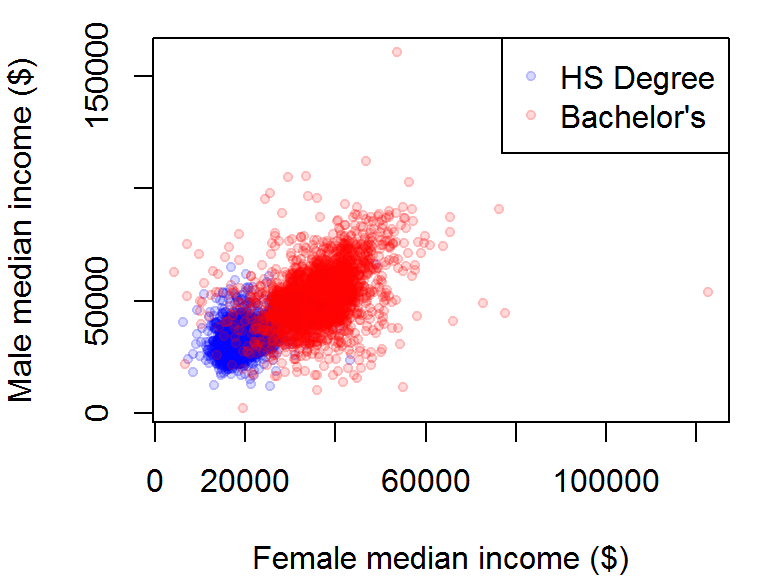 HS Degree
Bachelor's
Male median income ($)
150000
50000
0
0 20000 60000 100000
Female median income ($)